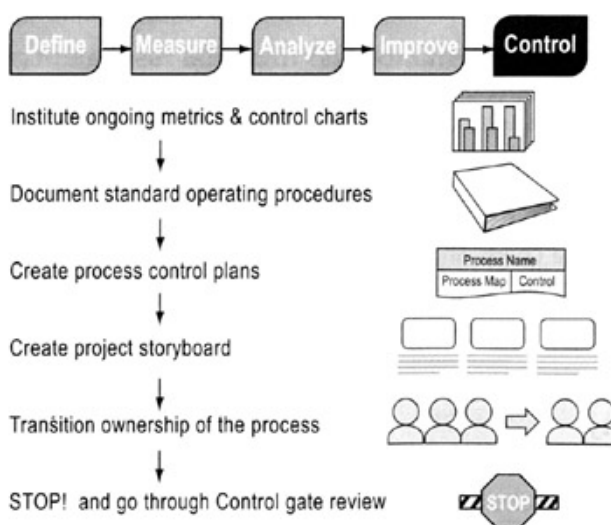 Define Measure Analyze Improve Control
Institute ongoing metrics & control charts
Document standard operating procedures
Create process control plans
Process Name
Process Map Control
Create project storyboard
Transition ownership of the process
STOP! and go through Control gate review
STOP